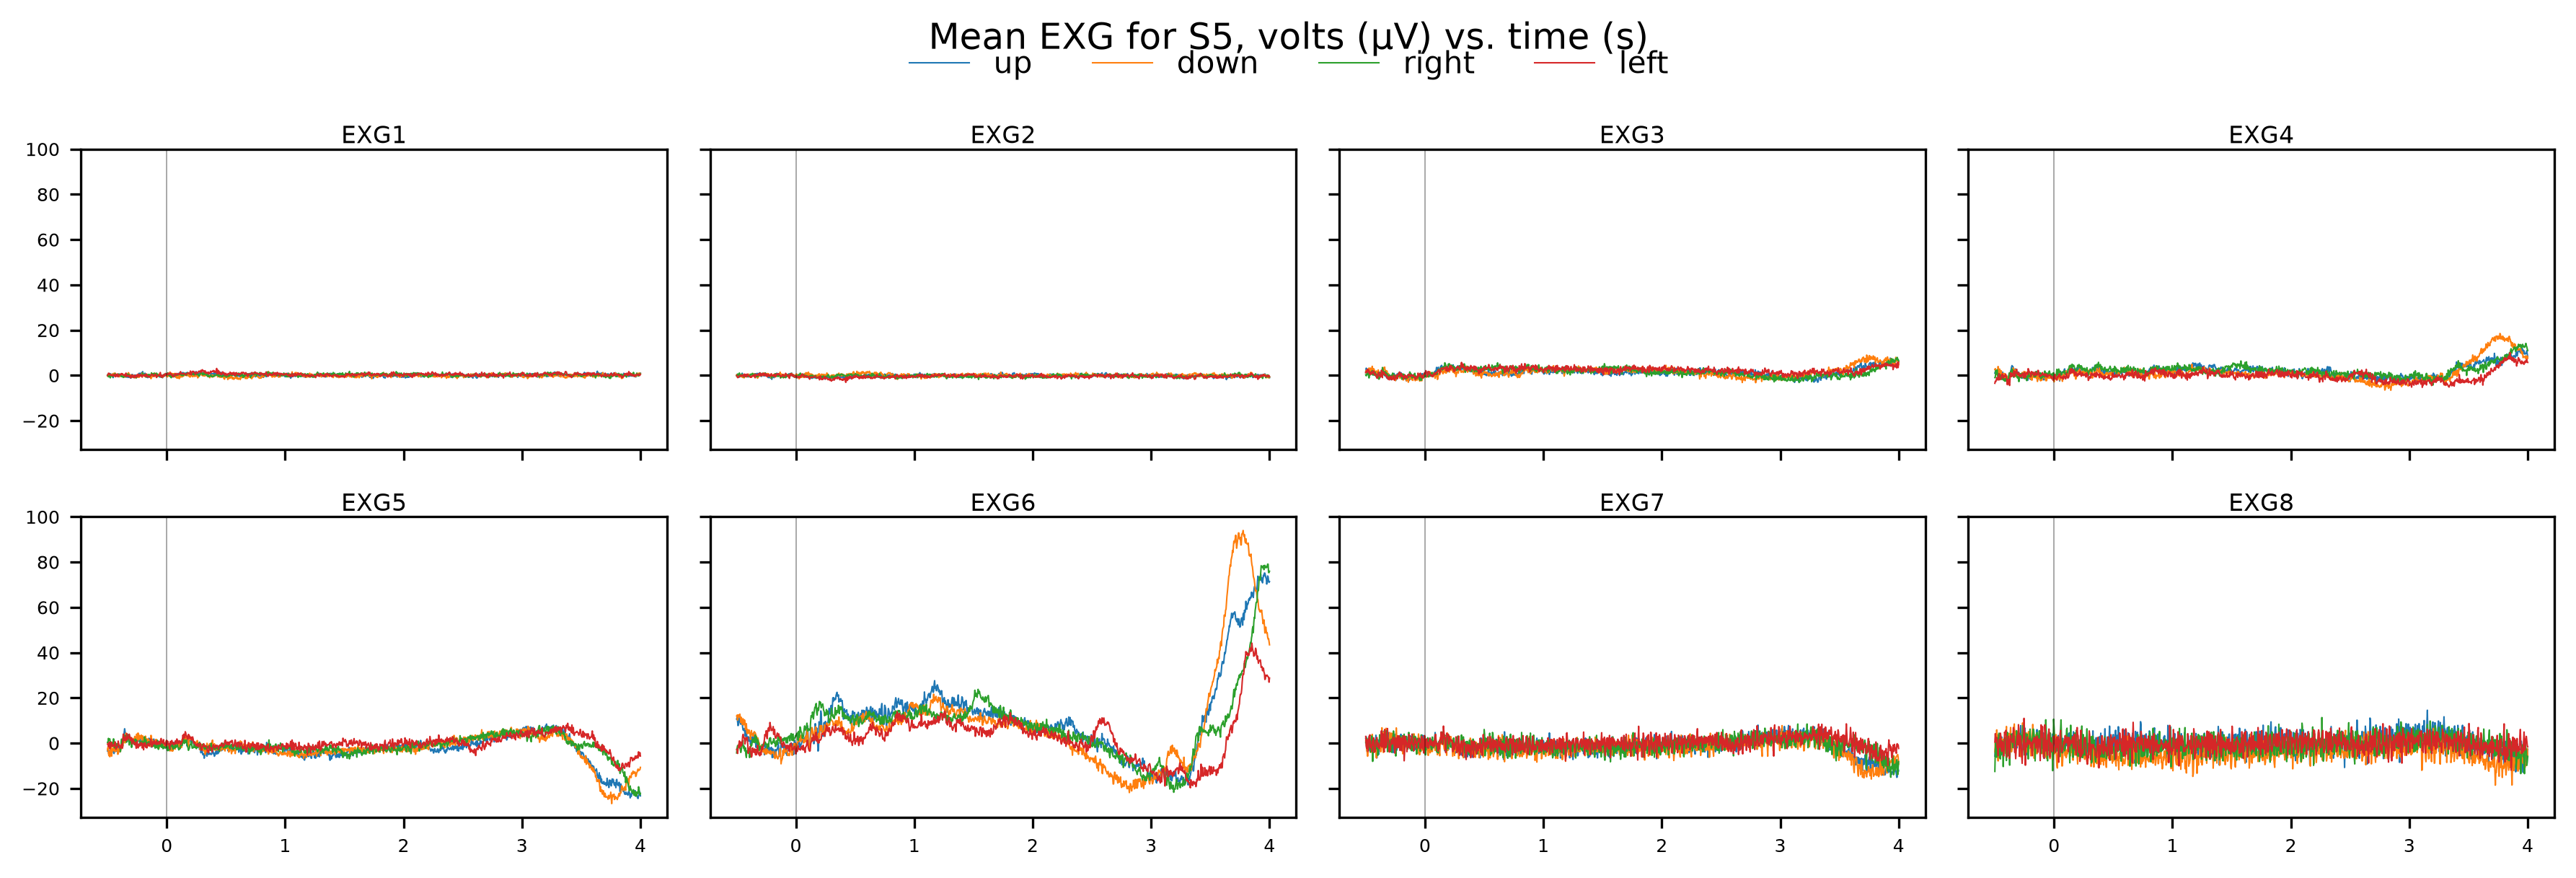 Mean EXG for S5, volts (µV) vs. time (s)
up down right left
EXG1 EXG2 EXG3 EXG4
100
80
60
40
20
0
−20
EXG5 EXG6 EXG7 EXG8
100
80
60
40
20
0
−20
0 1 2 3 4 0 1 2 3 4 0 1 2 3 4 0 1 2 3 4